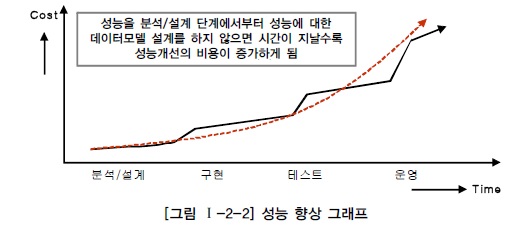 Cost
성능을 분석/설계 단계에서부터 성능에 대한
데이터모델 설계를 하지 않으면 시간이 지날수록
성능개선의 비용이 증가하게 됨
분석/설계 구현 테스트 운영
Time
[그림 Ⅰ-2-2] 성능 향상 그래프